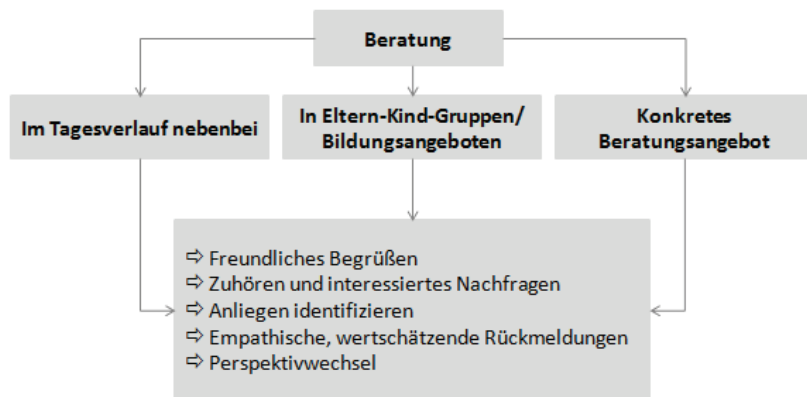 Beratung
Im Tagesverlauf nebenbei
In Eltern-Kind-Gruppen/
Bildungsangeboten
Konkretes
Beratungsangebot
⇨ Freundliches Begrüßen
⇨ Zuhören und interessiertes Nachfragen
⇨ Anliegen identifizieren
⇨ Empathische, wertschätzende Rückmeldungen
⇨ Perspektivwechsel